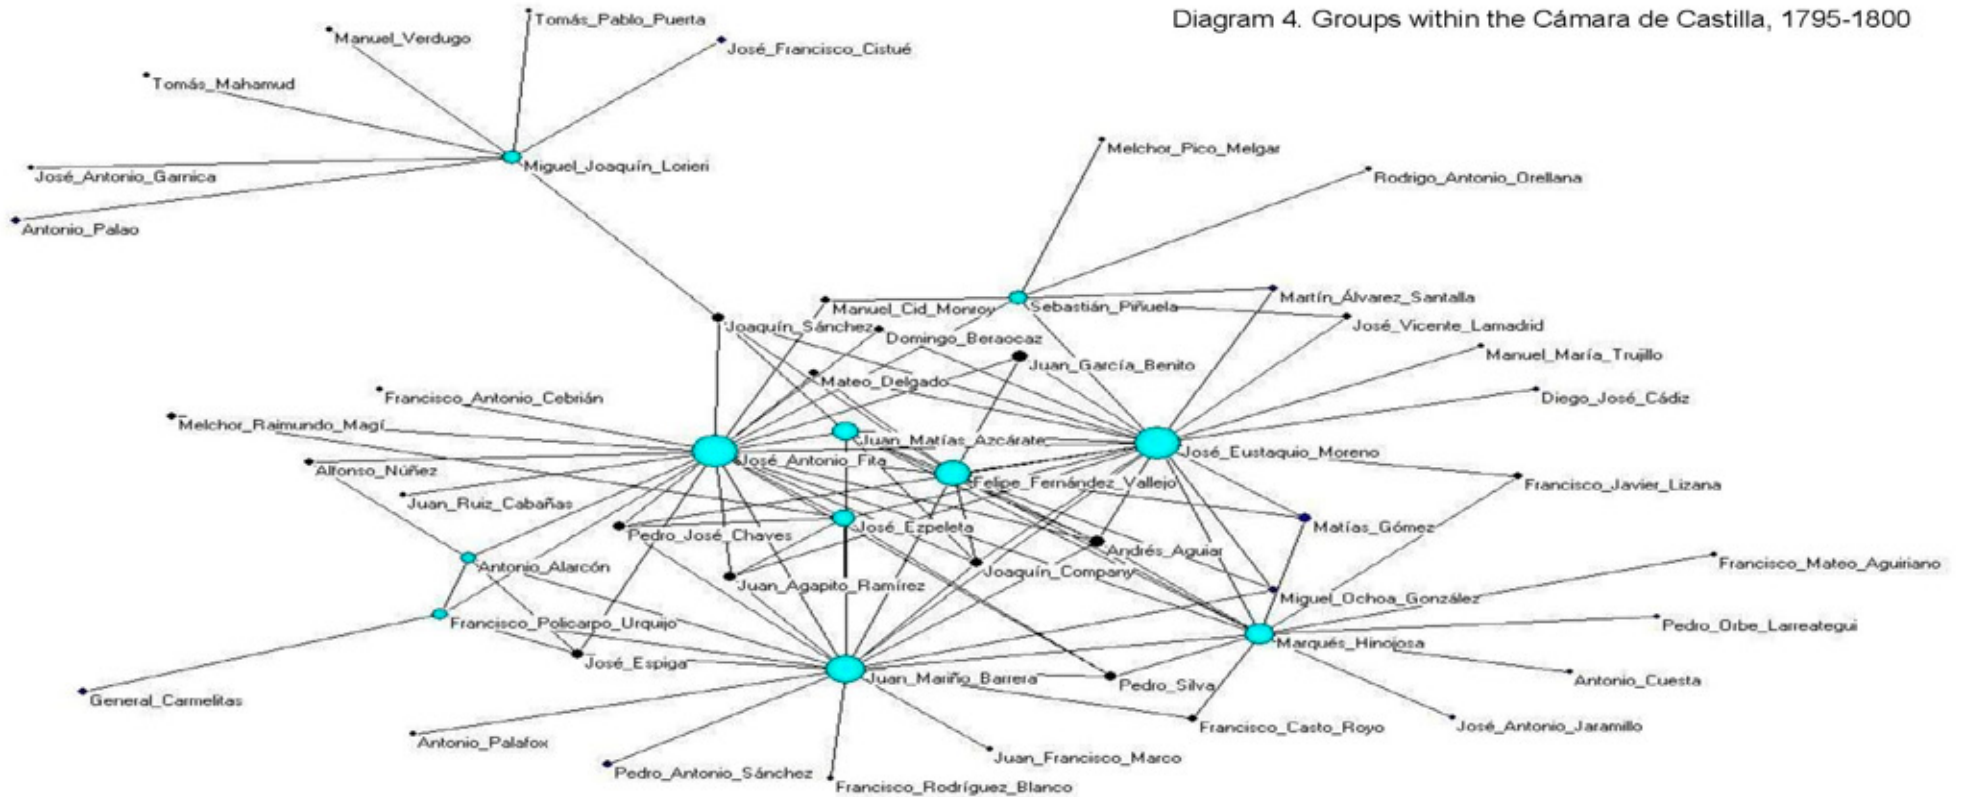 Diagram 4. Groups within the Cámara de Castilla, 1795-1800
Tomás_Pablo_Puerta
Manuel_Verdugo
José_Francisco_Cistué
Tomás_Mahamud
Miguel_Joaquín_Lorieri
José_Antonio_Garnica
Antonio_Palao
Melchor_Pico_Melgar
Rodrigo_Antonio_Orellana
Martín_Álvarez_Santalla
Manuel_Cid_Monroy
Sebastián_Piñuela
José_Vicente_Lamadrid
Joaquín_Sánchez
Domingo_Beraocaz
Manuel_María_Trujillo
Juan_García_Benito
Mateo_Delgado
Diego_José_Cádiz
Francisco_Antonio_Cebrián
Melchor_Raimundo_Magí
Juan_Matías_Azcárate
José_Eustaquio_Moreno
José_Antonio_Fita
Alfonso_Núñez
Felipe_Fernández_Vallejo
Francisco_Javier_Lizana
Juan_Ruiz_Cabañas
José_Ezpeleta
Matías_Gómez
Pedro_José_Chaves
Andrés_Aguiar
Francisco_Mateo_Aguiriano
Antonio_Alarcón
Joaquín_Company
Juan_Agapito_Ramírez
Miguel_Ochoa_González
Francisco_Policarpo_Urquijo
Pedro_Orbe_Larreategui
Marqués_Hinojosa
José_Espiga
Juan_Mariño_Barrera
Pedro_Silva
Antonio_Cuesta
General_Carmelitas
Francisco_Casto_Royo
José_Antonio_Jaramillo
Antonio_Palafox
Juan_Francisco_Marco
Pedro_Antonio_Sánchez
Francisco_Rodríguez_Blanco